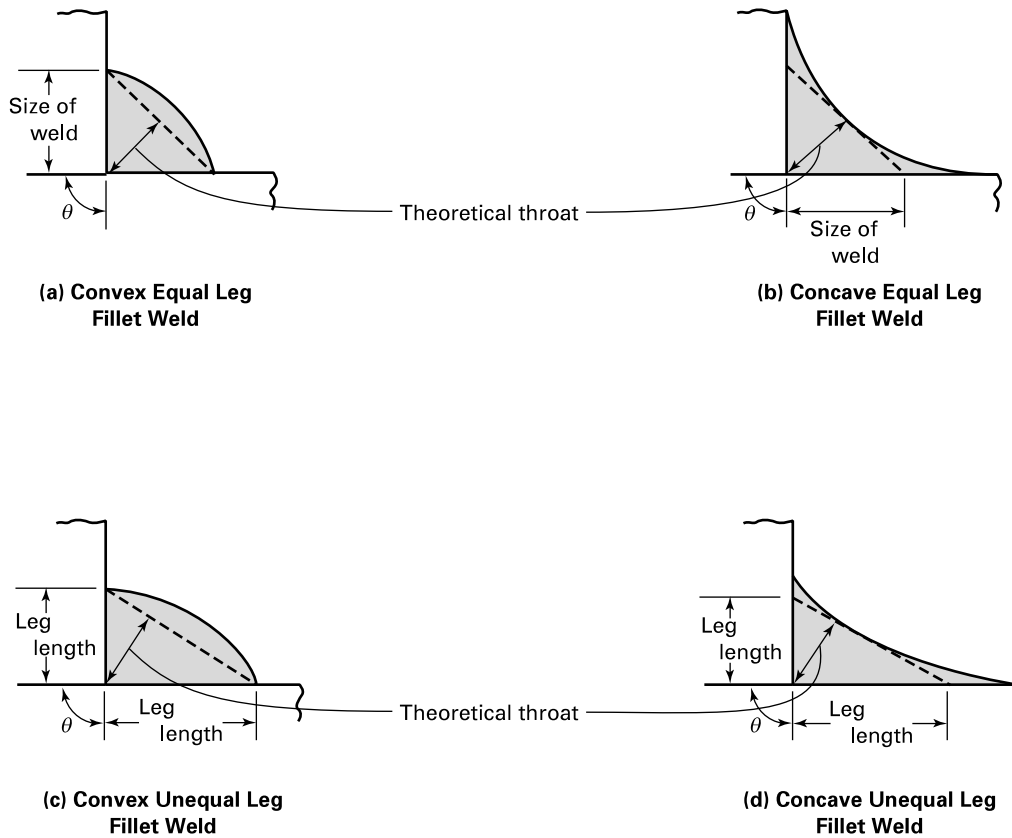 Size of
weld
θ
Theoretical throat
θ
Size of
weld
(a) Convex Equal Leg
Fillet Weld
(b) Concave Equal Leg
Fillet Weld
Leg
length
θ
Leg
length
Theoretical throat
Leg
length
θ
Leg
length
(c) Convex Unequal Leg
Fillet Weld
(d) Concave Unequal Leg
Fillet Weld